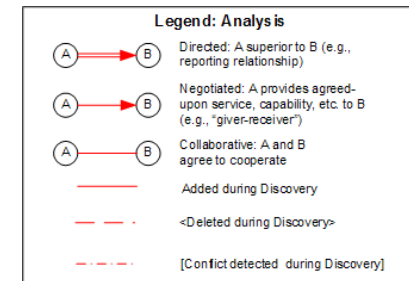 Legend: Analysis
A B Directed: A superior to B (e.g.,
reporting relationship)
Negotiated: A provides agreed-
A B upon service, capability, etc. to B
(e.g., “giver-receiver”)
A B Collaborative: A and B
agree to cooperate
Added during Discovery
<Deleted during Discovery>
[Conflict detected during Discovery]